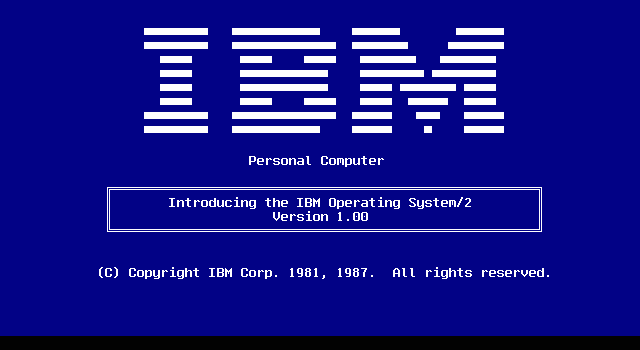 IBM
Personal Computer
Introducing the IBM Operating System/2
Version 1.00
(C) Copyright IBM Corp. 1981, 1987.  All rights reserved.